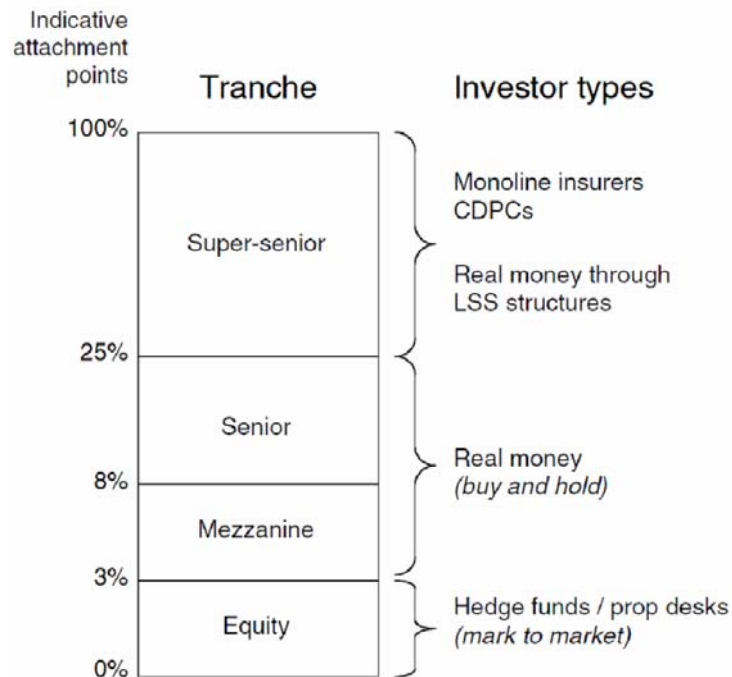 Indicative
attachment
points
Tranche
Investor types
100%
Monoline insurers
CDPCs
Super-senior
Real money through
LSS structures
25%
Senior
Real money
(buy and hold)
8%
Mezzanine
3%
Hedge funds / prop desks
Equity
(mark to market)
0%